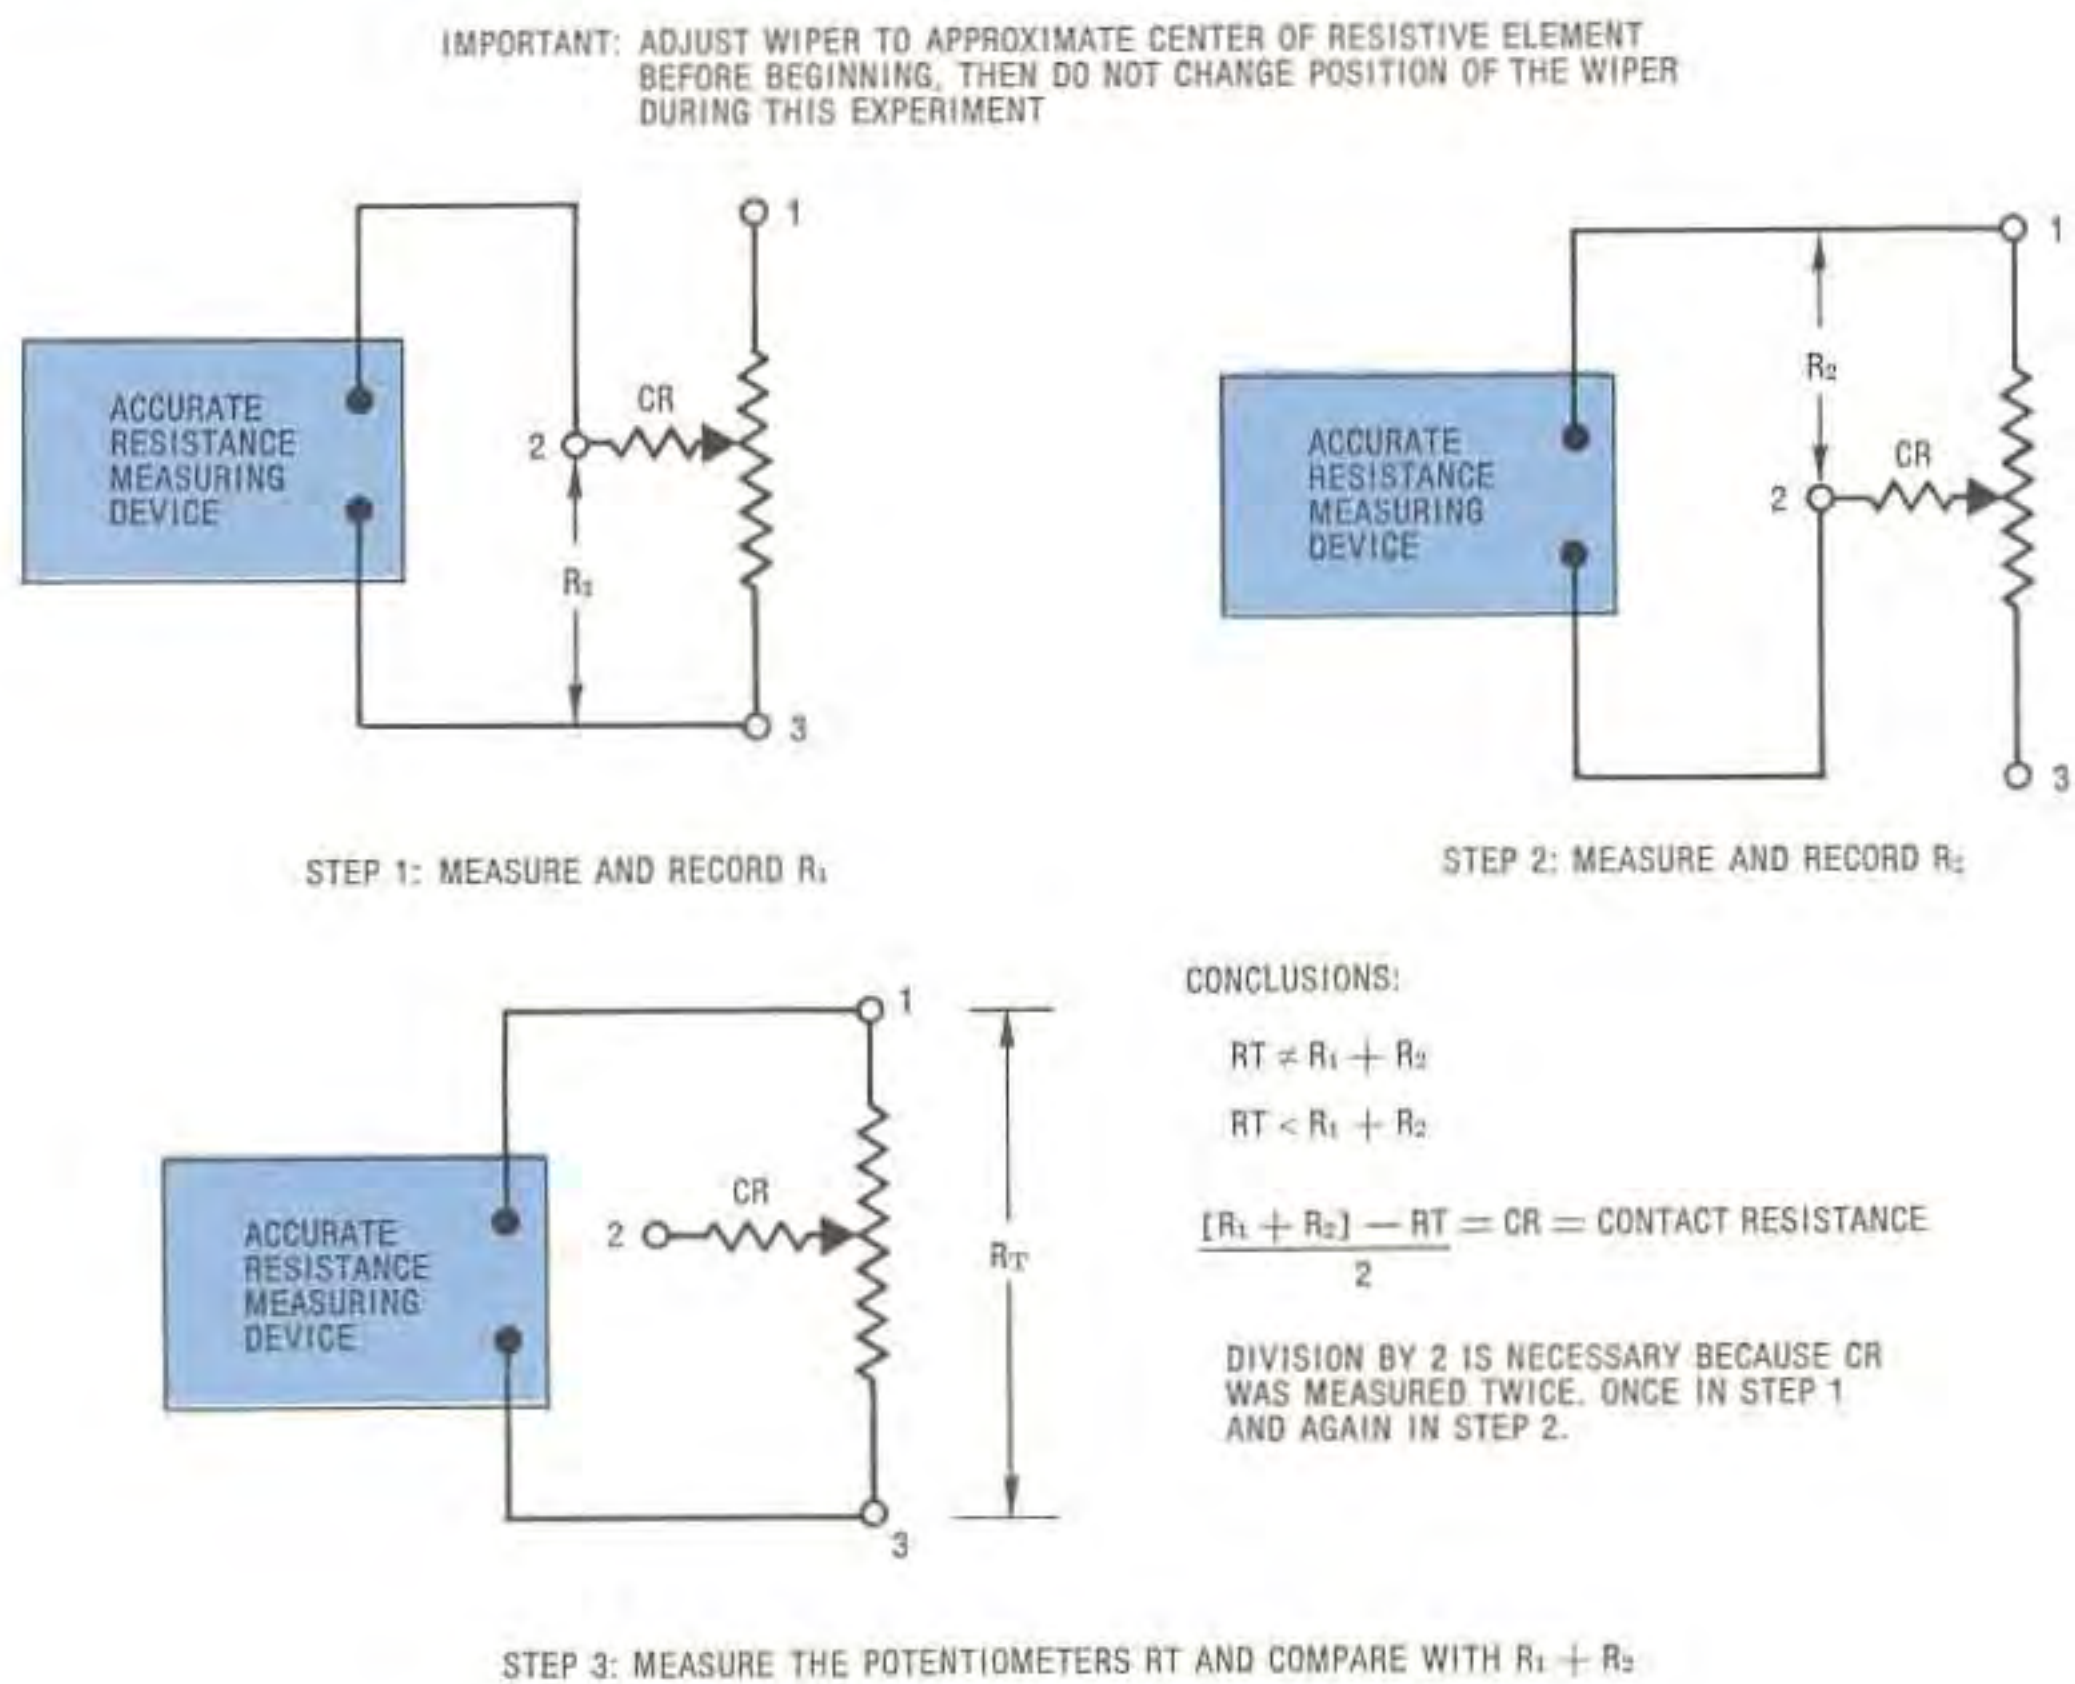 IMPORTANT: ADJUST WIPER TO APPROXIMATE CENTER OF RESISTIVE ELEMENT
BEFORE BEGINNING, THEN DO NOT CHANGE POSITION OF THE WIPER
DURING THIS EXPERIMENT
1
ACCURATE
RESISTANCE
MEASURING
DEVICE
CR
2
R₁
3
STEP 1: MEASURE AND RECORD R₁
1
R₂
ACCURATE
RESISTANCE
MEASURING
DEVICE
CR
2
3
STEP 2: MEASURE AND RECORD R₂
1
ACCURATE
RESISTANCE
MEASURING
DEVICE
CR
2
R_T
3
CONCLUSIONS:
RT ≠ R₁ + R₂
RT < R₁ + R₂
[R₁ + R₂] — RT = CR = CONTACT RESISTANCE
2
DIVISION BY 2 IS NECESSARY BECAUSE CR
WAS MEASURED TWICE. ONCE IN STEP 1
AND AGAIN IN STEP 2.
STEP 3: MEASURE THE POTENTIOMETERS RT AND COMPARE WITH R₁ + R₂